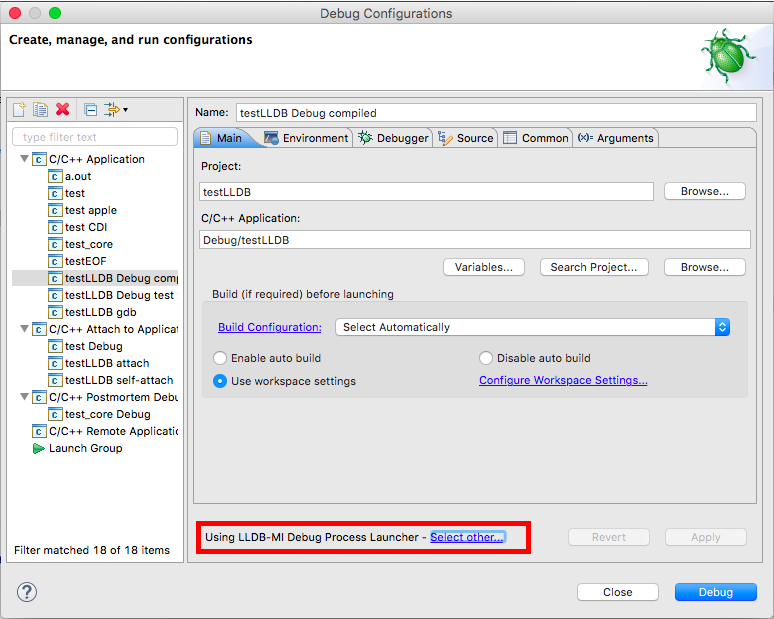 Debug Configurations
Create, manage, and run configurations
type filter text
C/C++ Application
a.out
test
test apple
test CDI
test_core
testEOF
testLLDB Debug comp
testLLDB Debug test
testLLDB gdb
C/C++ Attach to Applicat
test Debug
testLLDB attach
testLLDB self-attach
C/C++ Postmortem Debu
test_core Debug
C/C++ Remote Applicatio
Launch Group
Filter matched 18 of 18 items
Name: testLLDB Debug compiled
Main Environment Debugger Source Common (x)= Arguments
Project:
testLLDB Browse...
C/C++ Application:
Debug/testLLDB
Variables... Search Project... Browse...
Build (if required) before launching
Build Configuration: Select Automatically
Enable auto build Disable auto build
Use workspace settings Configure Workspace Settings...
Using LLDB-MI Debug Process Launcher - Select other... Revert Apply
? Close Debug